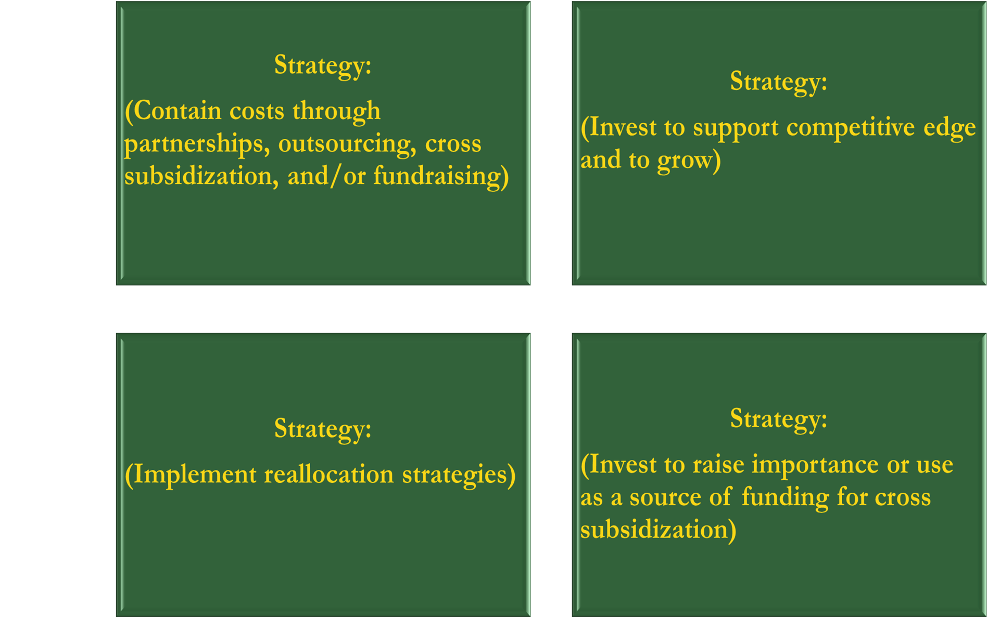 Strategy:
(Contain costs through
partnerships, outsourcing, cross
subsidization, and/or fundraising)
Strategy:
(Invest to support competitive edge
and to grow)
Strategy:
(Implement reallocation strategies)
Strategy:
(Invest to raise importance or use
as a source of funding for cross
subsidization)